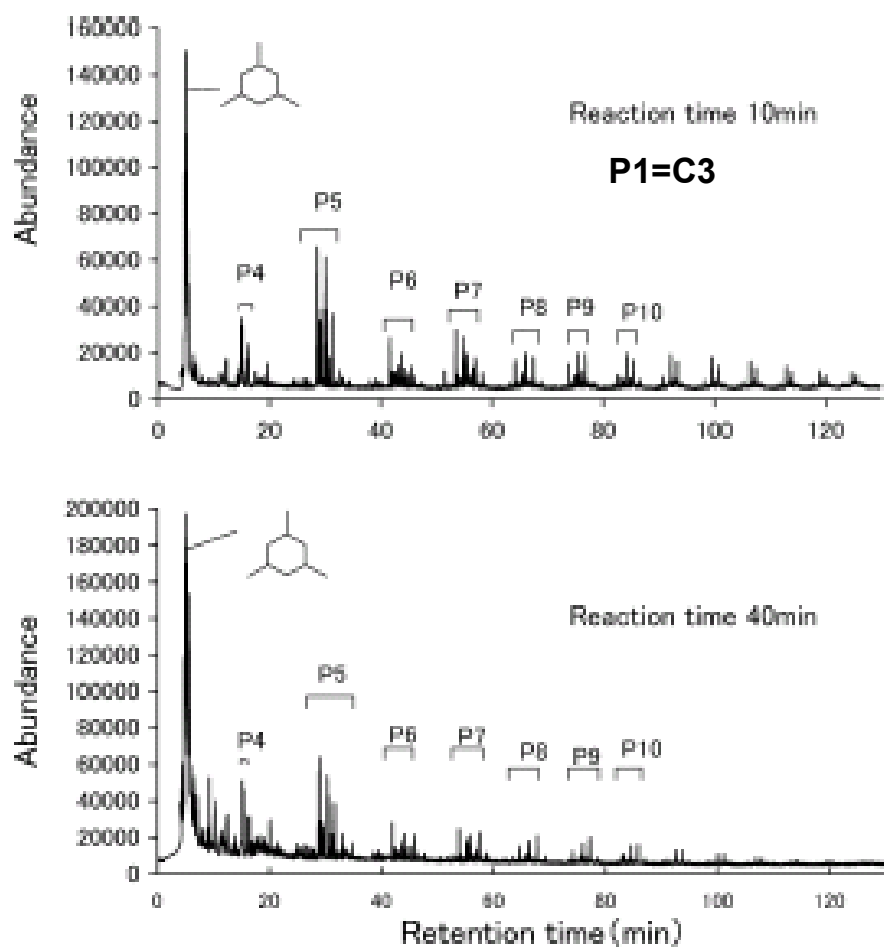 160000
140000
120000
100000
80000
60000
40000
20000
0
Abundance
Reaction time 10min
P1=C3
P4
P5
P6
P7
P8
P9
P10
0 20 40 60 80 100 120
200000
180000
160000
140000
120000
100000
80000
60000
40000
20000
0
Abundance
Reaction time 40min
P4
P5
P6
P7
P8
P9
P10
0 20 40 60 80 100 120
Retention time(min)